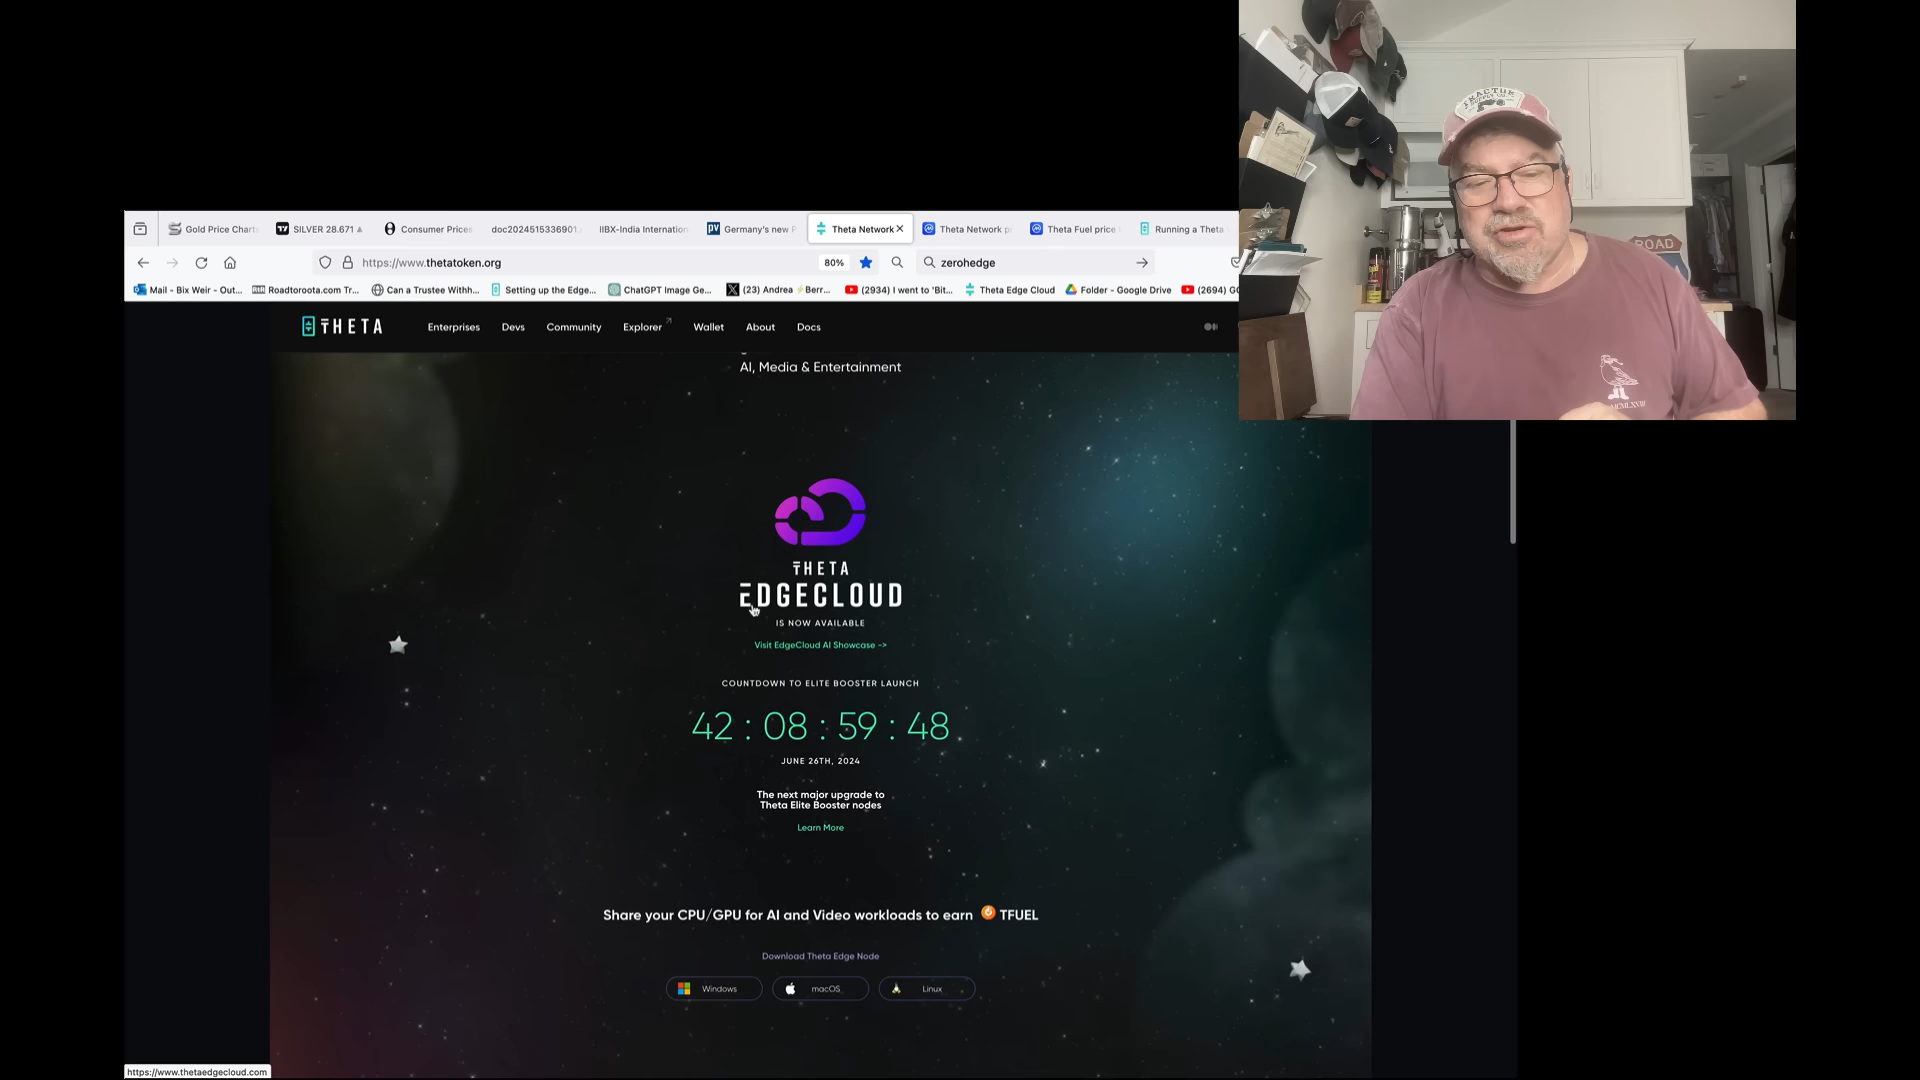 Gold Price Chart
SILVER 28.671
Consumer Prices
doc2024515336901.
IIBX-India Internation
Germany's new P
Theta Network
Theta Network p
Theta Fuel price
Running a Theta
https://www.thetatoken.org
80%
zerohedge
Mail - Bix Weir - Out...
Roadtoroota.com Tr...
Can a Trustee Withh...
Setting up the Edge...
ChatGPT Image Ge...
(23) Andrea ⚡Berr...
(2934) I went to 'Bit...
Theta Edge Cloud
Folder - Google Drive
(2694) GO
THETA
Enterprises
Devs
Community
Explorer
Wallet
About
Docs
AI, Media & Entertainment
THETA
EDGECLOUD
IS NOW AVAILABLE
Visit EdgeCloud AI Showcase ->
COUNTDOWN TO ELITE BOOSTER LAUNCH
42 : 08 : 59 : 48
JUNE 26TH, 2024
The next major upgrade to
Theta Elite Booster nodes
Learn More
Share your CPU/GPU for AI and Video workloads to earn TFUEL
Download Theta Edge Node
Windows
macOS
Linux
https://www.thetaedgecloud.com
TRACTOR
SUPPLY CO.
ROAD